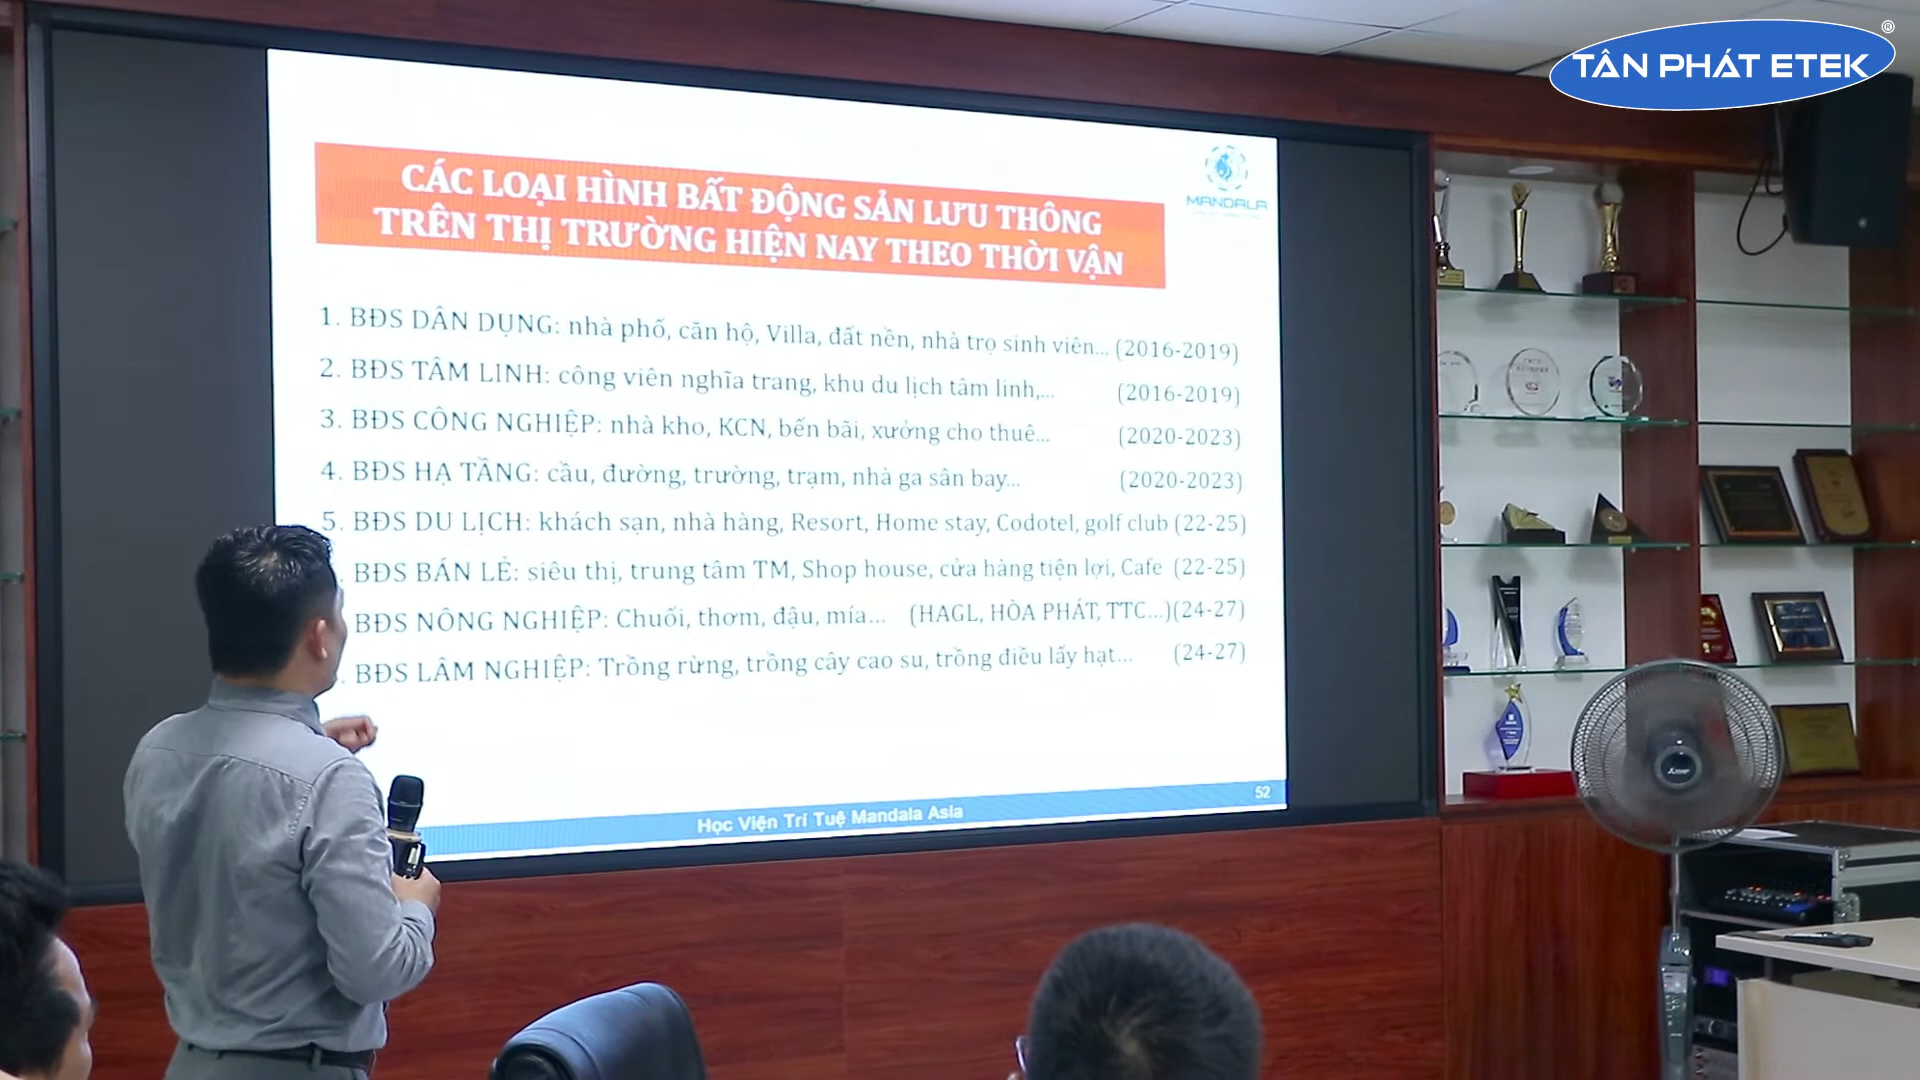 TÂN PHÁT ETEK
®
CÁC LOẠI HÌNH BẤT ĐỘNG SẢN LƯU THÔNG
TRÊN THỊ TRƯỜNG HIỆN NAY THEO THỜI VẬN
MANDALA
1. BĐS DÂN DỤNG: nhà phố, căn hộ, Villa, đất nền, nhà trọ sinh viên... (2016-2019)
2. BĐS TÂM LINH: công viên nghĩa trang, khu du lịch tâm linh,... (2016-2019)
3. BĐS CÔNG NGHIỆP: nhà kho, KCN, bến bãi, xưởng cho thuê... (2020-2023)
4. BĐS HẠ TẦNG: cầu, đường, trường, trạm, nhà ga sân bay... (2020-2023)
5. BĐS DU LỊCH: khách sạn, nhà hàng, Resort, Home stay, Codotel, golf club (22-25)
BĐS BÁN LẺ: siêu thị, trung tâm TM, Shop house, cửa hàng tiện lợi, Cafe (22-25)
BĐS NÔNG NGHIỆP: Chuối, thơm, đậu, mía... (HAGL, HÒA PHÁT, TTC...)(24-27)
BĐS LÂM NGHIỆP: Trồng rừng, trồng cây cao su, trồng điều lấy hạt... (24-27)
Học Viện Trí Tuệ Mandala Asia
52